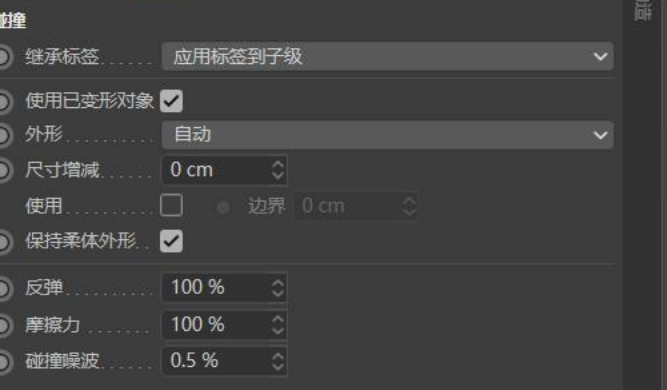 碰撞
继承标签...... 应用标签到子级
使用已变形对象
外形.......... 自动
尺寸增减...... 0 cm
使用.......... 边界 0 cm
保持柔体外形..
反弹.......... 100 %
摩擦力 ....... 100 %
碰撞噪波...... 0.5 %